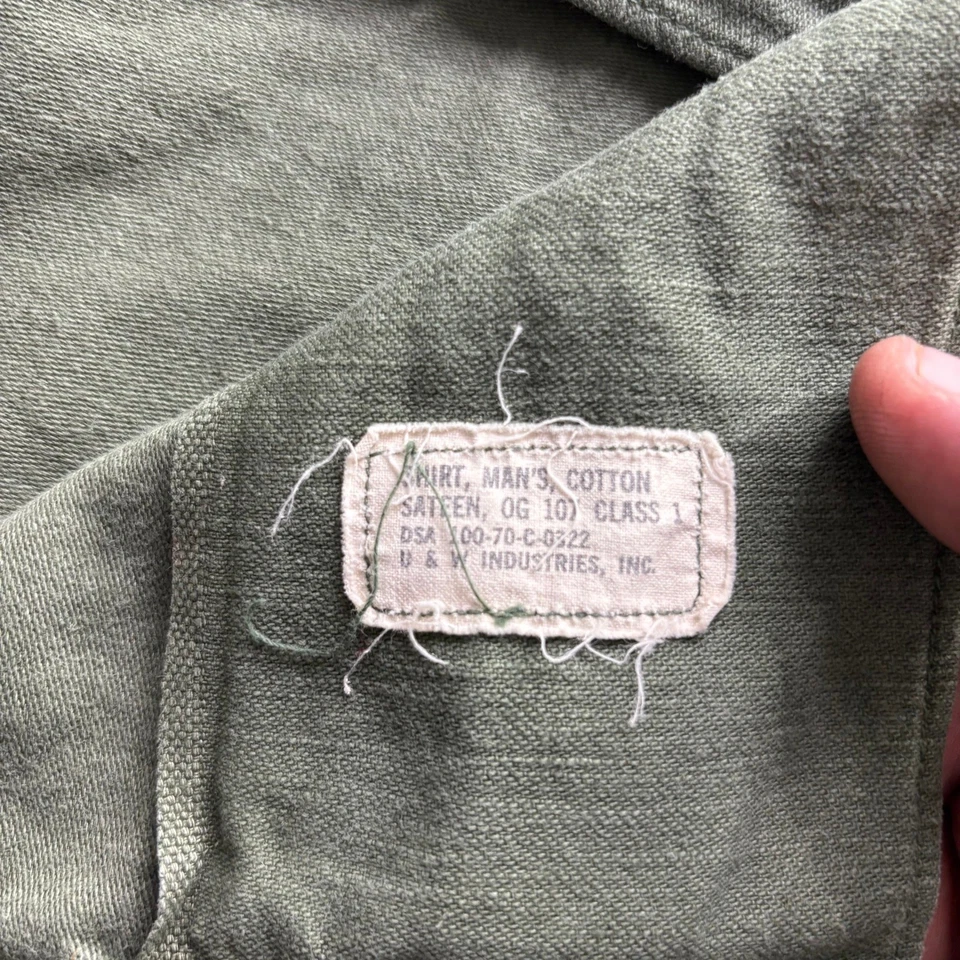 SHIRT, MAN'S, COTTON
SATEEN, OG 107 CLASS 1
DSA 100-70-C-0322
U & W INDUSTRIES, INC.